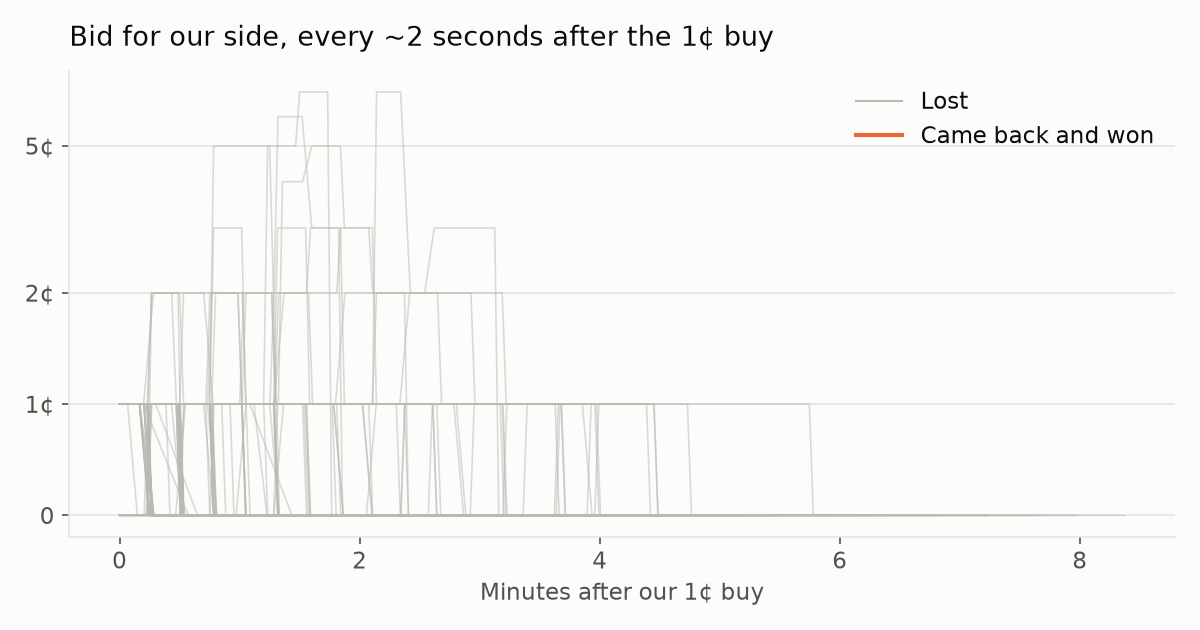 Bid for our side, every ~2 seconds after the 1¢ buy
Lost
Came back and won
5¢
2¢
1¢
0
0 2 4 6 8
Minutes after our 1¢ buy